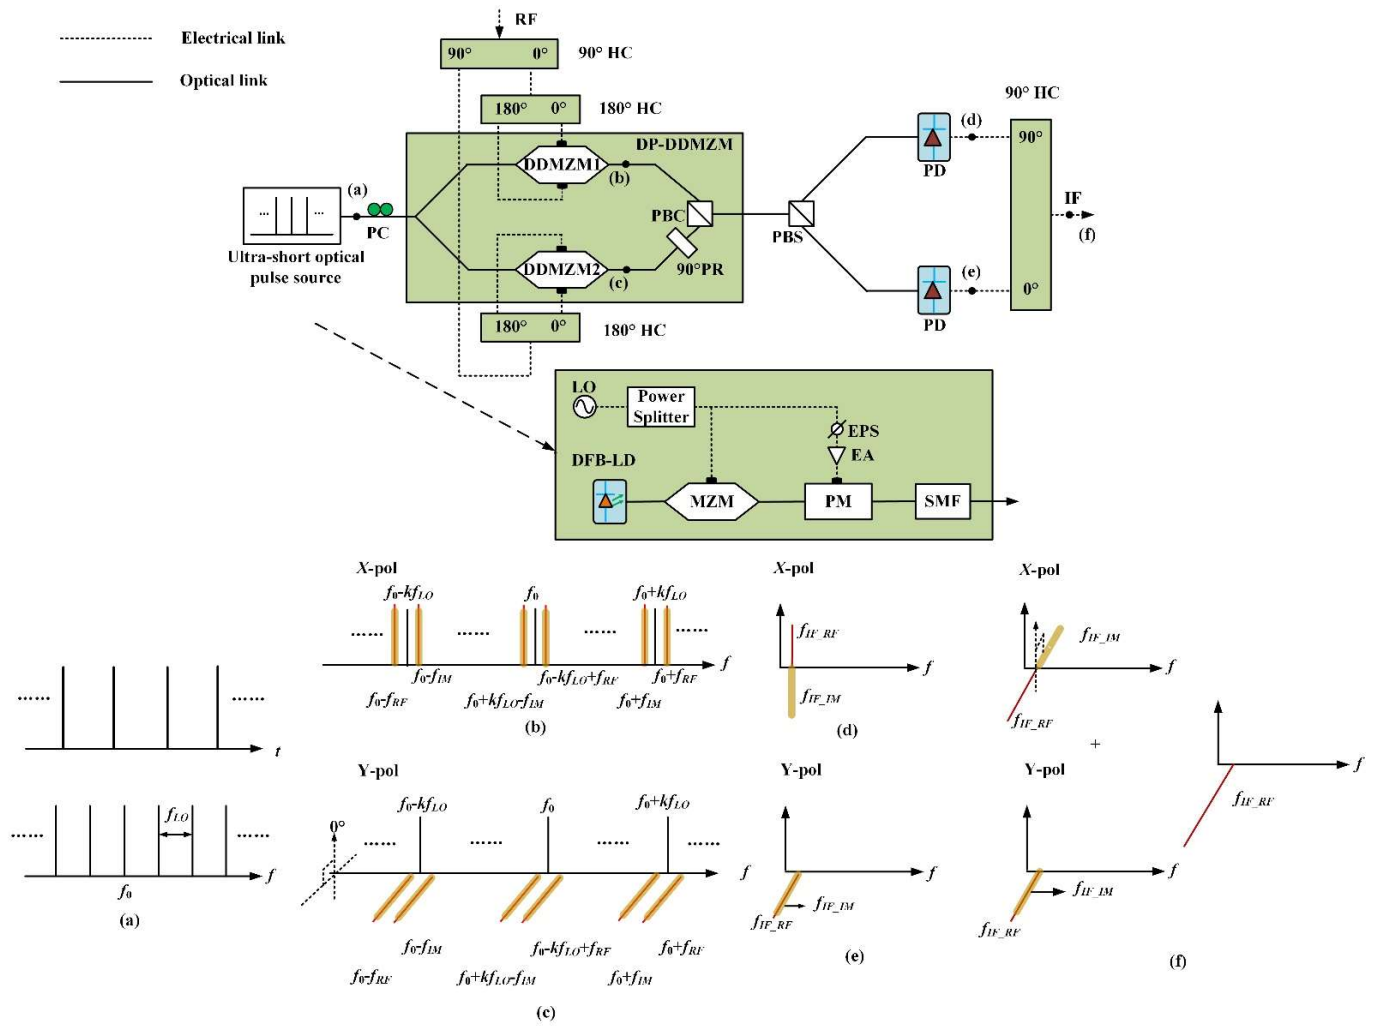 Electrical link
Optical link
RF
90° 0°
90° HC
180° 0°
180° HC
DP-DDMZM
DDMZM1
(b)
(a)
...
...
PC
Ultra-short optical
pulse source
PBC
90°PR
DDMZM2
(c)
180° 0°
180° HC
PBS
PD
(d)
90° HC
90°
IF
(f)
0°
PD
(e)
LO
Power
Splitter
EPS
EA
DFB-LD
MZM
PM
SMF
X-pol
f0-kfLO
f0
f0+kfLO
......
......
......
......
f
f0-fIM
f0-kfLO+fRF
f0+fRF
f0-fRF
f0+kfLO-fIM
f0+fIM
(b)
X-pol
fIF_RF
f
fIF_IM
(d)
X-pol
fIF_IM
f
fIF_RF
+
......
......
t
......
fLO
......
f0
f
(a)
Y-pol
f0-kfLO
f0
f0+kfLO
0°
......
......
......
......
f
f0-fIM
f0-kfLO+fRF
f0+fRF
f0-fRF
f0+kfLO-fIM
f0+fIM
(c)
Y-pol
f
fIF_IM
fIF_RF
(e)
Y-pol
f
fIF_IM
fIF_RF
f
fIF_RF
(f)